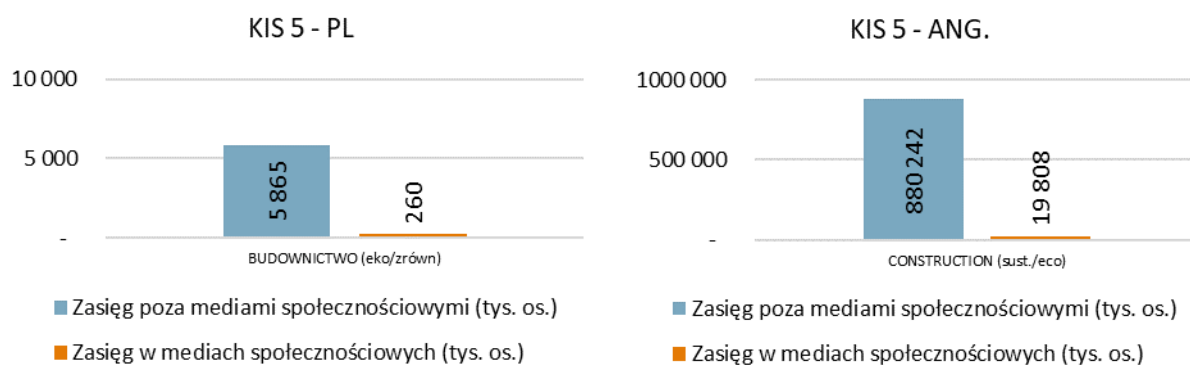 KIS 5 - PL
10 000
5 000
-
5 865
260
BUDOWNICTWO (eko/zrówn)
Zasięg poza mediami społecznościowymi (tys. os.)
Zasięg w mediach społecznościowych (tys. os.)
KIS 5 - ANG.
1000 000
500 000
-
880 242
19 808
CONSTRUCTION (sust./eco)
Zasięg poza mediami społecznościowymi (tys. os.)
Zasięg w mediach społecznościowych (tys. os.)